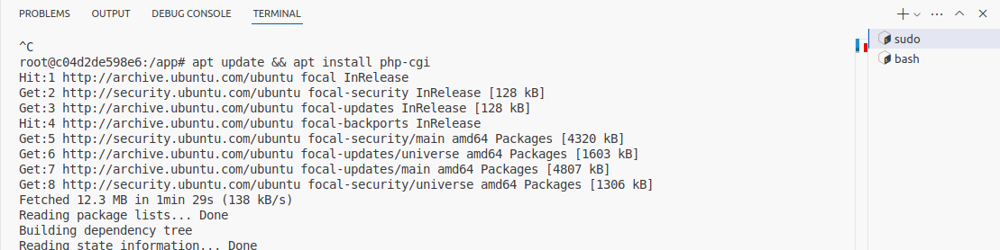 PROBLEMS OUTPUT DEBUG CONSOLE TERMINAL
^C
root@c04d2de598e6:/app# apt update && apt install php-cgi
Hit:1 http://archive.ubuntu.com/ubuntu focal InRelease
Get:2 http://security.ubuntu.com/ubuntu focal-security InRelease [128 kB]
Get:3 http://archive.ubuntu.com/ubuntu focal-updates InRelease [128 kB]
Hit:4 http://archive.ubuntu.com/ubuntu focal-backports InRelease
Get:5 http://security.ubuntu.com/ubuntu focal-security/main amd64 Packages [4320 kB]
Get:6 http://archive.ubuntu.com/ubuntu focal-updates/universe amd64 Packages [1603 kB]
Get:7 http://archive.ubuntu.com/ubuntu focal-updates/main amd64 Packages [4807 kB]
Get:8 http://security.ubuntu.com/ubuntu focal-security/universe amd64 Packages [1306 kB]
Fetched 12.3 MB in 1min 29s (138 kB/s)
Reading package lists... Done
Building dependency tree
Reading state information... Done
sudo
bash